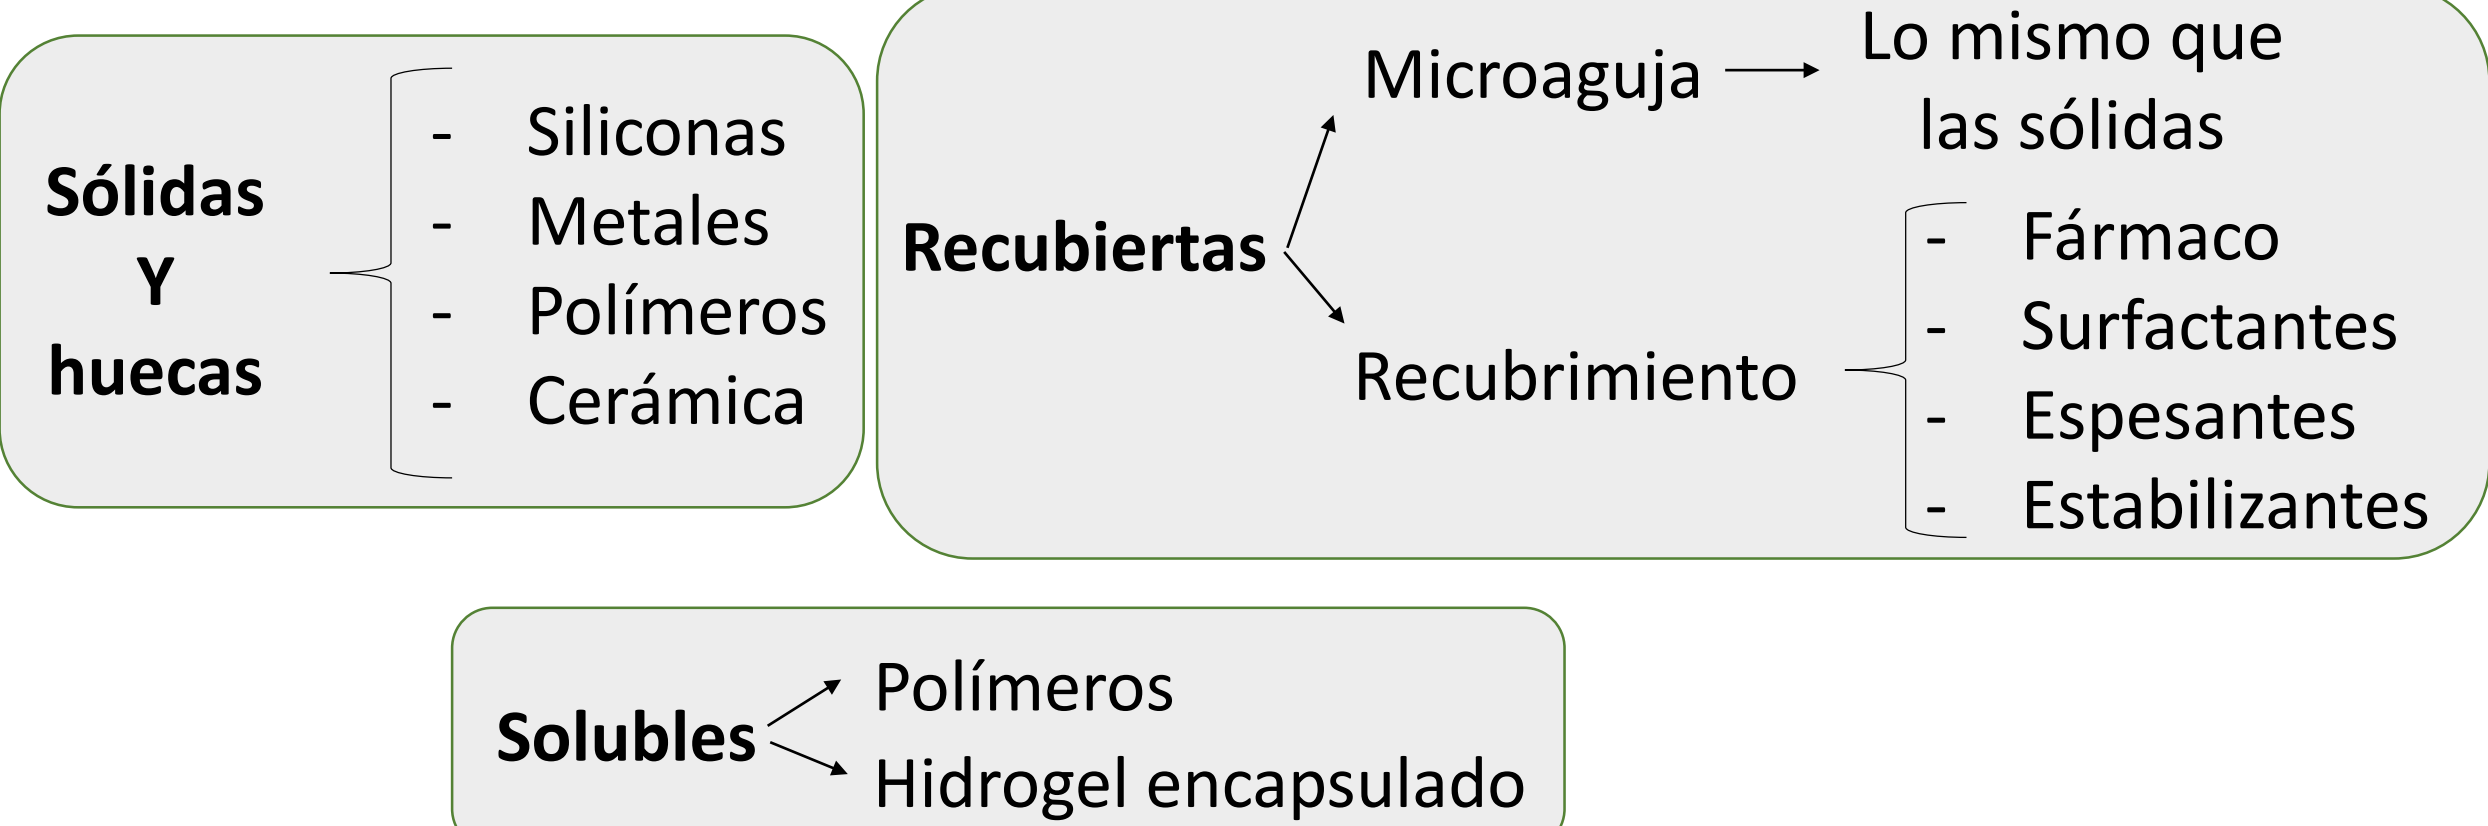 Sólidas
Y
huecas
- Siliconas
- Metales
- Polímeros
- Cerámica
Recubiertas
Microaguja
Lo mismo que
las sólidas
Recubrimiento
- Fármaco
- Surfactantes
- Espesantes
- Estabilizantes
Solubles
Polímeros
Hidrogel encapsulado